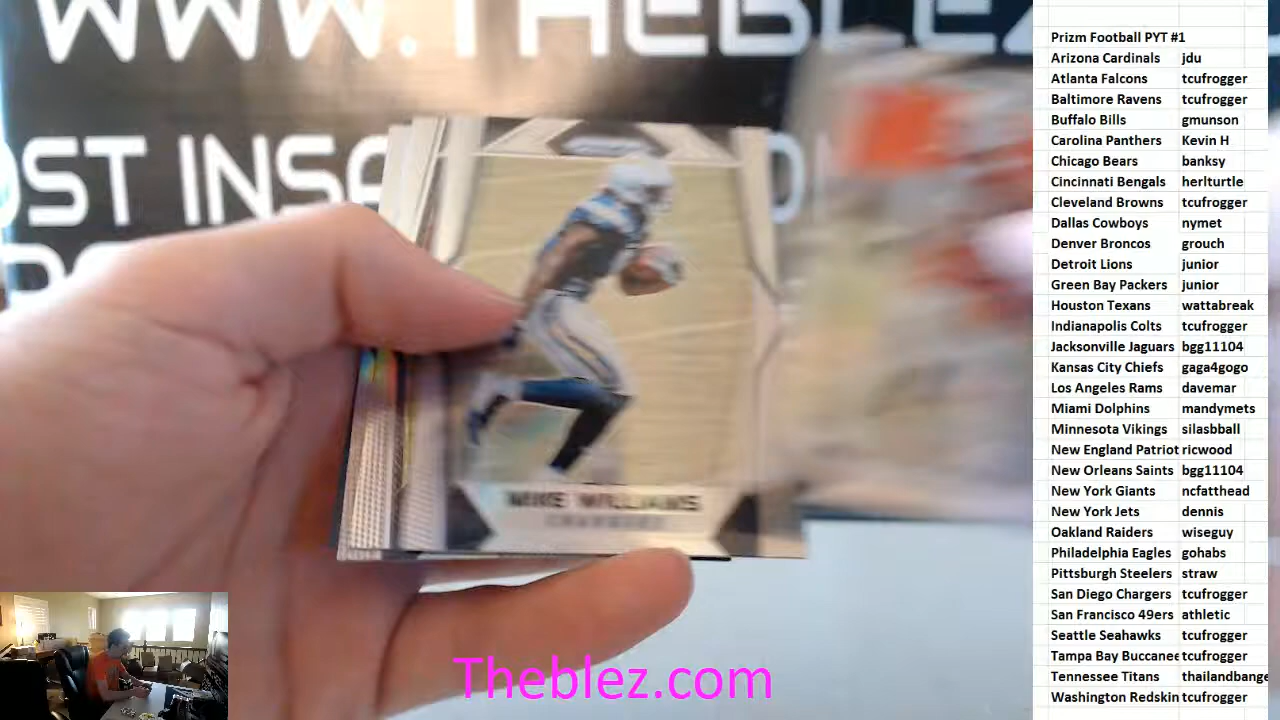 WWW.THEBLEZ
OST INSA
MIKE WILLIAMS
CHARGERS
Theblez.com
Prizm Football PYT #1
Arizona Cardinals jdu
Atlanta Falcons tcufrogger
Baltimore Ravens tcufrogger
Buffalo Bills gmunson
Carolina Panthers Kevin H
Chicago Bears banksy
Cincinnati Bengals herlturtle
Cleveland Browns tcufrogger
Dallas Cowboys nymet
Denver Broncos grouch
Detroit Lions junior
Green Bay Packers junior
Houston Texans wattabreak
Indianapolis Colts tcufrogger
Jacksonville Jaguars bgg11104
Kansas City Chiefs gaga4gogo
Los Angeles Rams davemar
Miami Dolphins mandymets
Minnesota Vikings silasbball
New England Patriot ricwood
New Orleans Saints bgg11104
New York Giants ncfatthead
New York Jets dennis
Oakland Raiders wiseguy
Philadelphia Eagles gohabs
Pittsburgh Steelers straw
San Diego Chargers tcufrogger
San Francisco 49ers athletic
Seattle Seahawks tcufrogger
Tampa Bay Buccanee tcufrogger
Tennessee Titans thailandbange
Washington Redskin tcufrogger